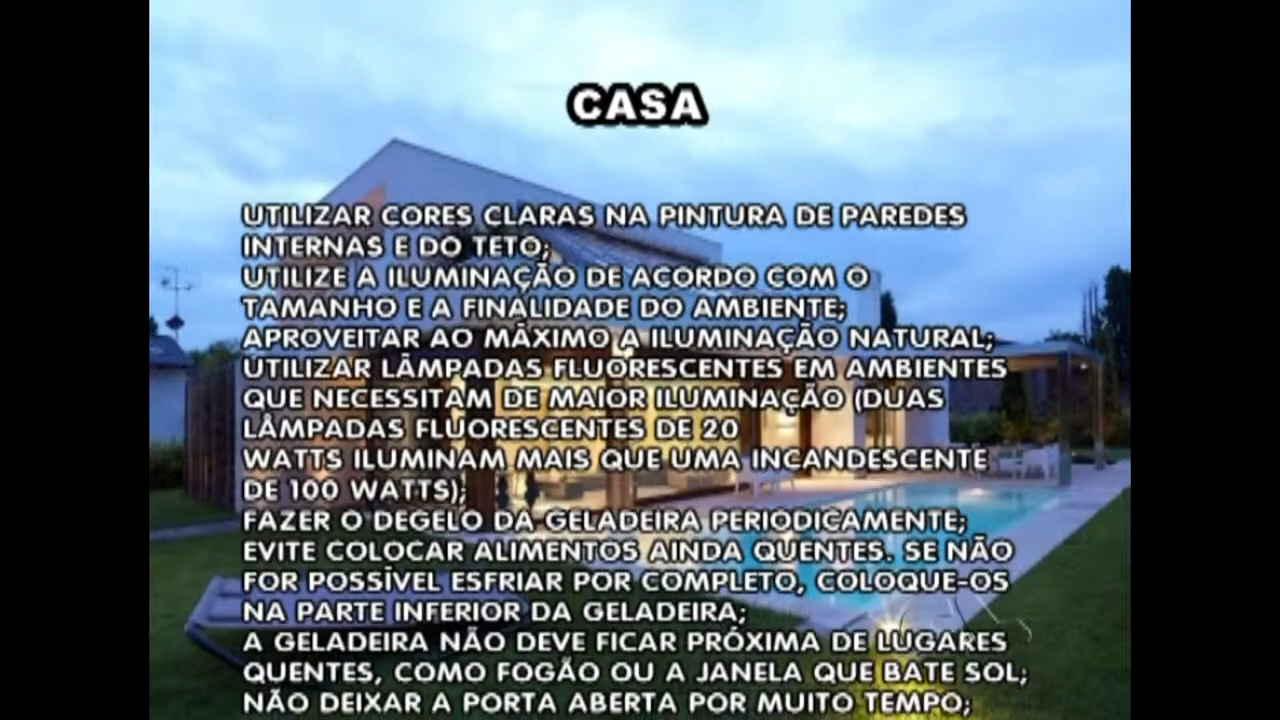 CASA
UTILIZAR CORES CLARAS NA PINTURA DE PAREDES
INTERNAS E DO TETO;
UTILIZE A ILUMINAÇÃO DE ACORDO COM O
TAMANHO E A FINALIDADE DO AMBIENTE;
APROVEITAR AO MÁXIMO A ILUMINAÇÃO NATURAL;
UTILIZAR LÂMPADAS FLUORESCENTES EM AMBIENTES
QUE NECESSITAM DE MAIOR ILUMINAÇÃO (DUAS
LÂMPADAS FLUORESCENTES DE 20
WATTS ILUMINAM MAIS QUE UMA INCANDESCENTE
DE 100 WATTS);
FAZER O DEGELO DA GELADEIRA PERIODICAMENTE;
EVITE COLOCAR ALIMENTOS AINDA QUENTES. SE NÃO
FOR POSSÍVEL ESFRIAR POR COMPLETO, COLOQUE-OS
NA PARTE INFERIOR DA GELADEIRA;
A GELADEIRA NÃO DEVE FICAR PRÓXIMA DE LUGARES
QUENTES, COMO FOGÃO OU A JANELA QUE BATE SOL;
NÃO DEIXAR A PORTA ABERTA POR MUITO TEMPO;